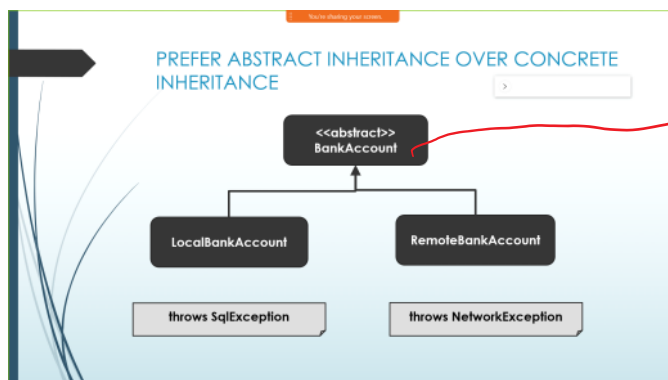 You're sharing your screen.
PREFER ABSTRACT INHERITANCE OVER CONCRETE
INHERITANCE
<<abstract>>
BankAccount
LocalBankAccount
RemoteBankAccount
throws SqlException
throws NetworkException